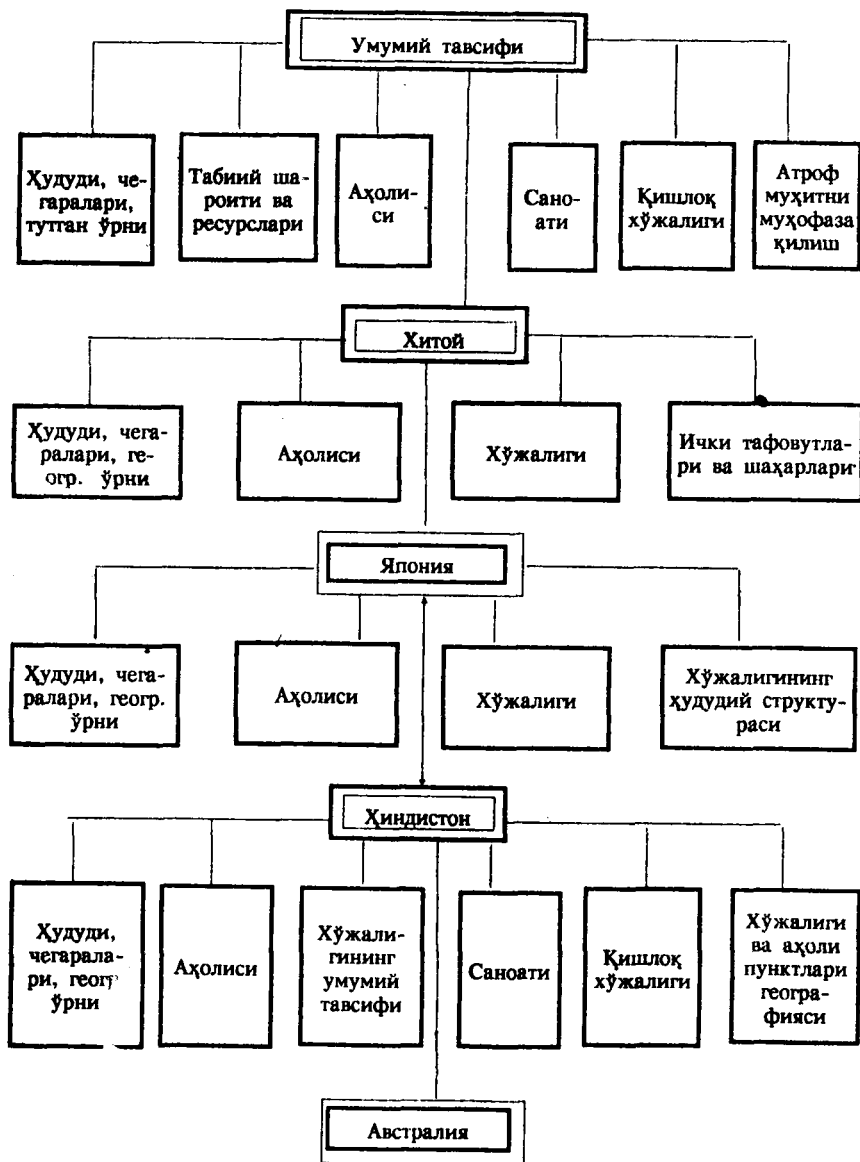 Умумий тавсифи
Ҳудуди, че-
гаралари,
тутган ўрни
Табиий ша-
роити ва
ресурслари
Аҳоли-
си
Сано-
ати
Қишлоқ
хўжалиги
Атроф
муҳитни
муҳофаза
қилиш
Хитой
Ҳудуди, чега-
ралари, ге-
огр. ўрни
Аҳолиси
Хўжалиги
Ички тафовутла-
ри ва шаҳарлари
Япония
Ҳудуди, чега-
ралари, геогр.
ўрни
Аҳолиси
Хўжалиги
Хўжалигининг
ҳудудий структу-
раси
Ҳиндистон
Ҳудуди,
чегарала-
ри, геогр
ўрни
Аҳолиси
Хўжали-
гининг
умумий
тавсифи
Саноати
Қишлоқ
хўжалиги
Хўжалиги
ва аҳоли
пунктлари
геогра-
фияси
Австралия